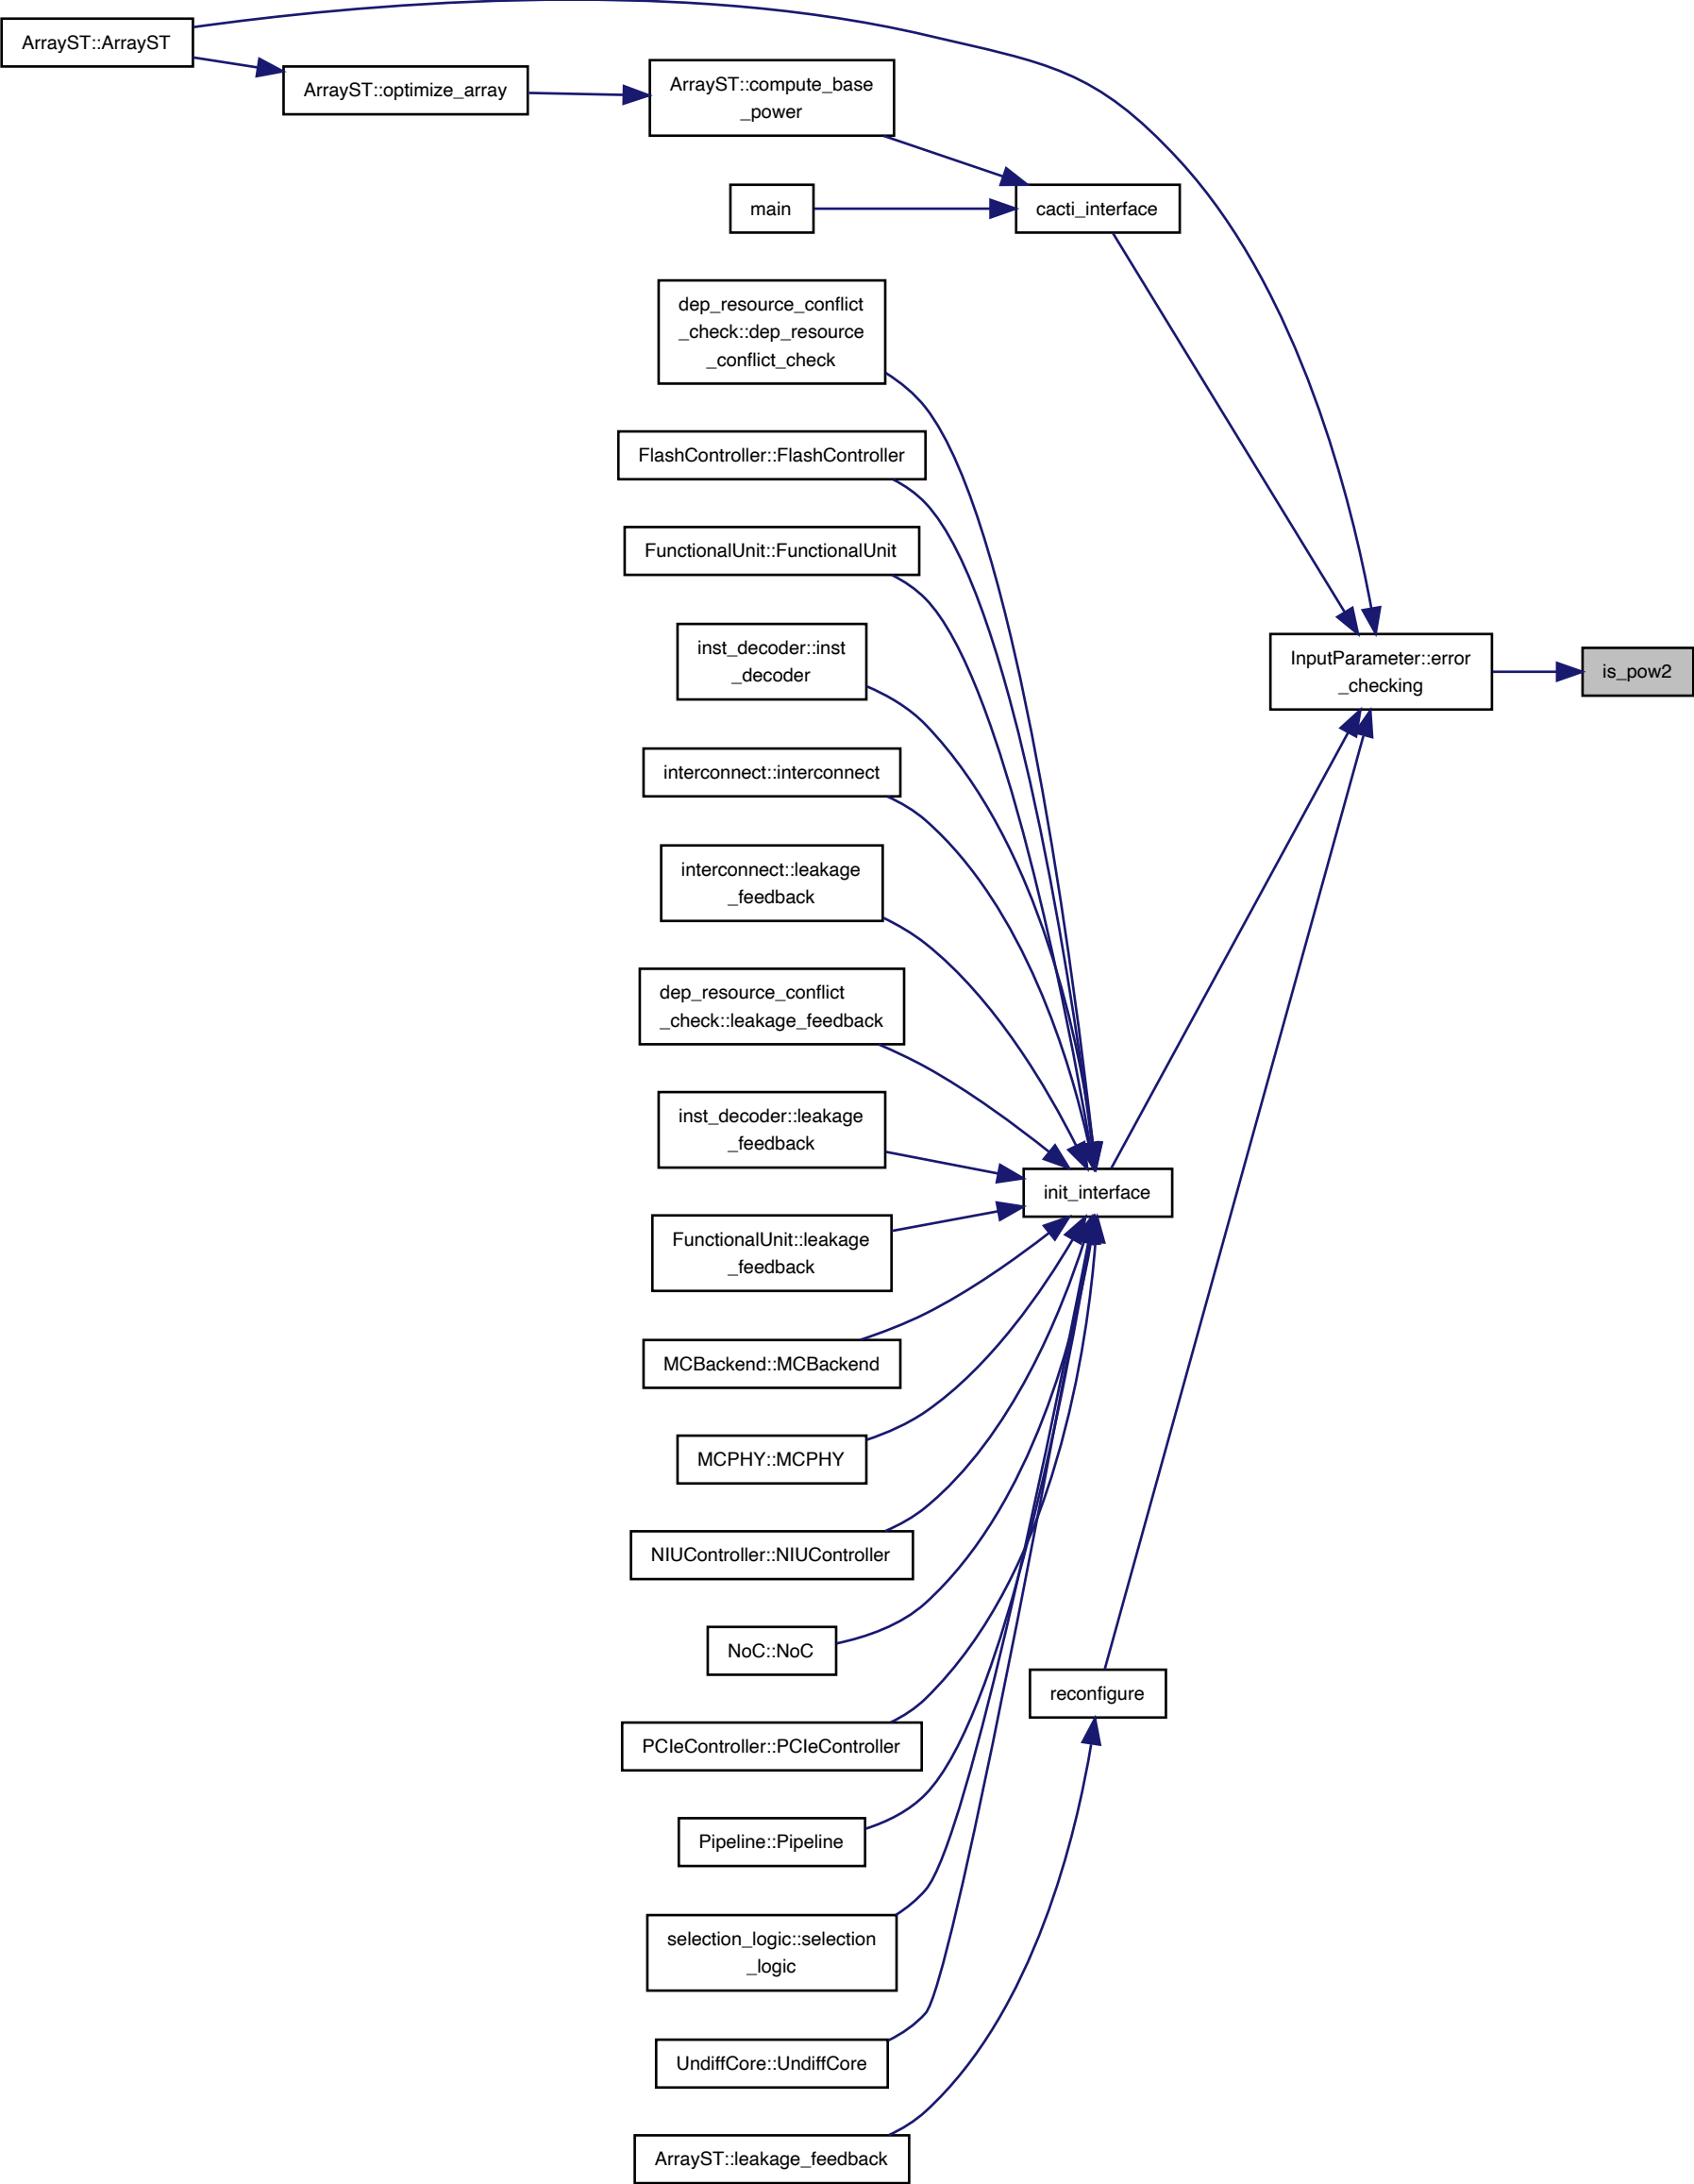 ArrayST::ArrayST
ArrayST::optimize_array
ArrayST::compute_base
_power
main
cacti_interface
dep_resource_conflict
_check::dep_resource
_conflict_check
FlashController::FlashController
FunctionalUnit::FunctionalUnit
inst_decoder::inst
_decoder
InputParameter::error
_checking
is_pow2
interconnect::interconnect
interconnect::leakage
_feedback
dep_resource_conflict
_check::leakage_feedback
inst_decoder::leakage
_feedback
init_interface
FunctionalUnit::leakage
_feedback
MCBackend::MCBackend
MCPHY::MCPHY
NIUController::NIUController
NoC::NoC
reconfigure
PCIeController::PCIeController
Pipeline::Pipeline
selection_logic::selection
_logic
UndiffCore::UndiffCore
ArrayST::leakage_feedback